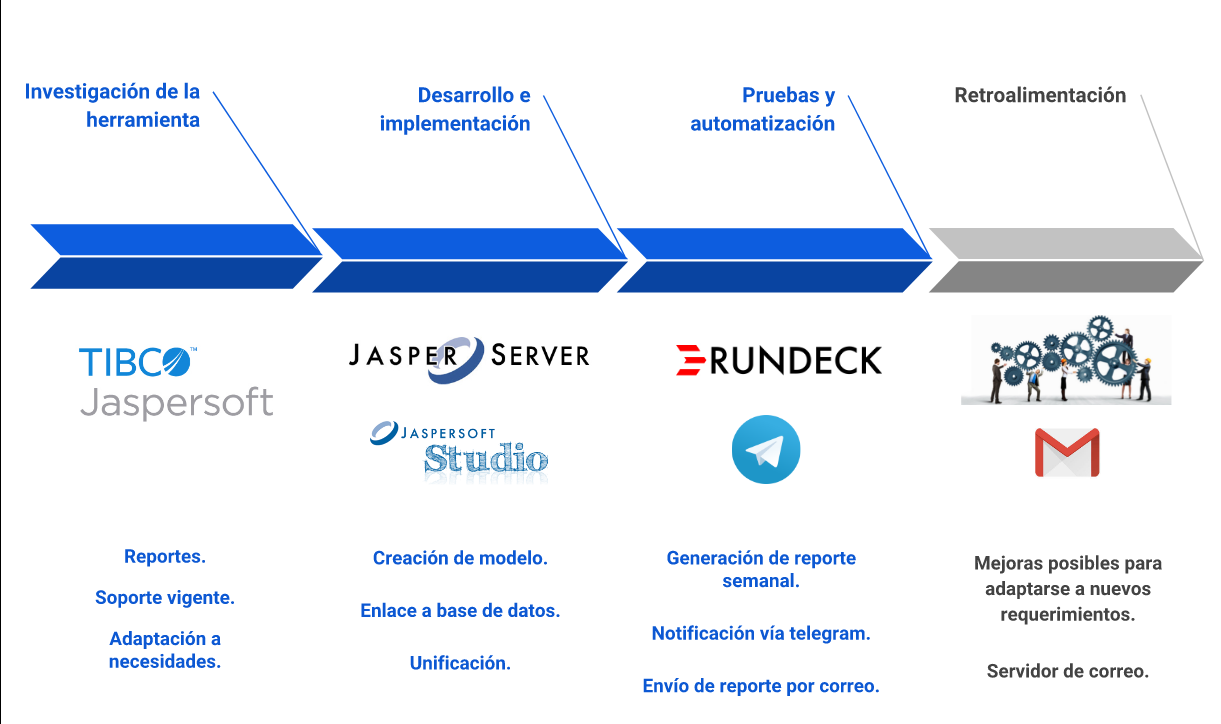 Investigación de la
herramienta
Desarrollo e
implementación
Pruebas y
automatización
Retroalimentación
TIBCO™
Jaspersoft
JASPER SERVER
JASPERSOFT
Studio
RUNDECK
Reportes.
Soporte vigente.
Adaptación a
necesidades.
Creación de modelo.
Enlace a base de datos.
Unificación.
Generación de reporte
semanal.
Notificación vía telegram.
Envío de reporte por correo.
Mejoras posibles para
adaptarse a nuevos
requerimientos.
Servidor de correo.